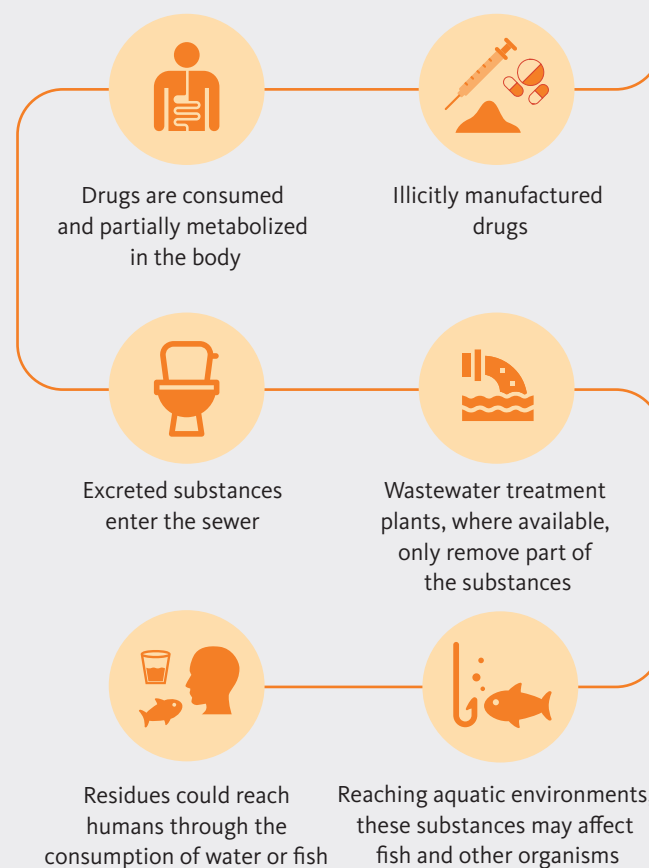 Drugs are consumed
and partially metabolized
in the body
Illicitly manufactured
drugs
Excreted substances
enter the sewer
Wastewater treatment
plants, where available,
only remove part of
the substances
Residues could reach
humans through the
consumption of water or fish
Reaching aquatic environments,
these substances may affect
fish and other organisms